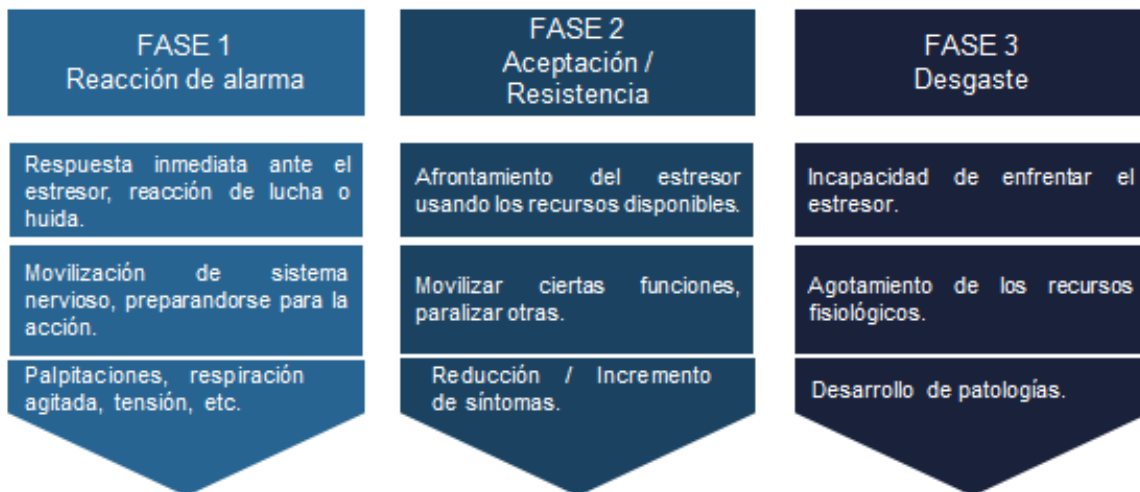 FASE 1
Reacción de alarma
Respuesta inmediata ante el
estresor, reacción de lucha o
huida.
Movilización de sistema
nervioso, preparandorse para la
acción.
Palpitaciones, respiración
agitada, tensión, etc.
FASE 2
Aceptación /
Resistencia
Afrontamiento del estresor
usando los recursos disponibles.
Movilizar ciertas funciones,
paralizar otras.
Reducción / Incremento
de síntomas.
FASE 3
Desgaste
Incapacidad de enfrentar el
estresor.
Agotamiento de los recursos
fisiológicos.
Desarrollo de patologías.